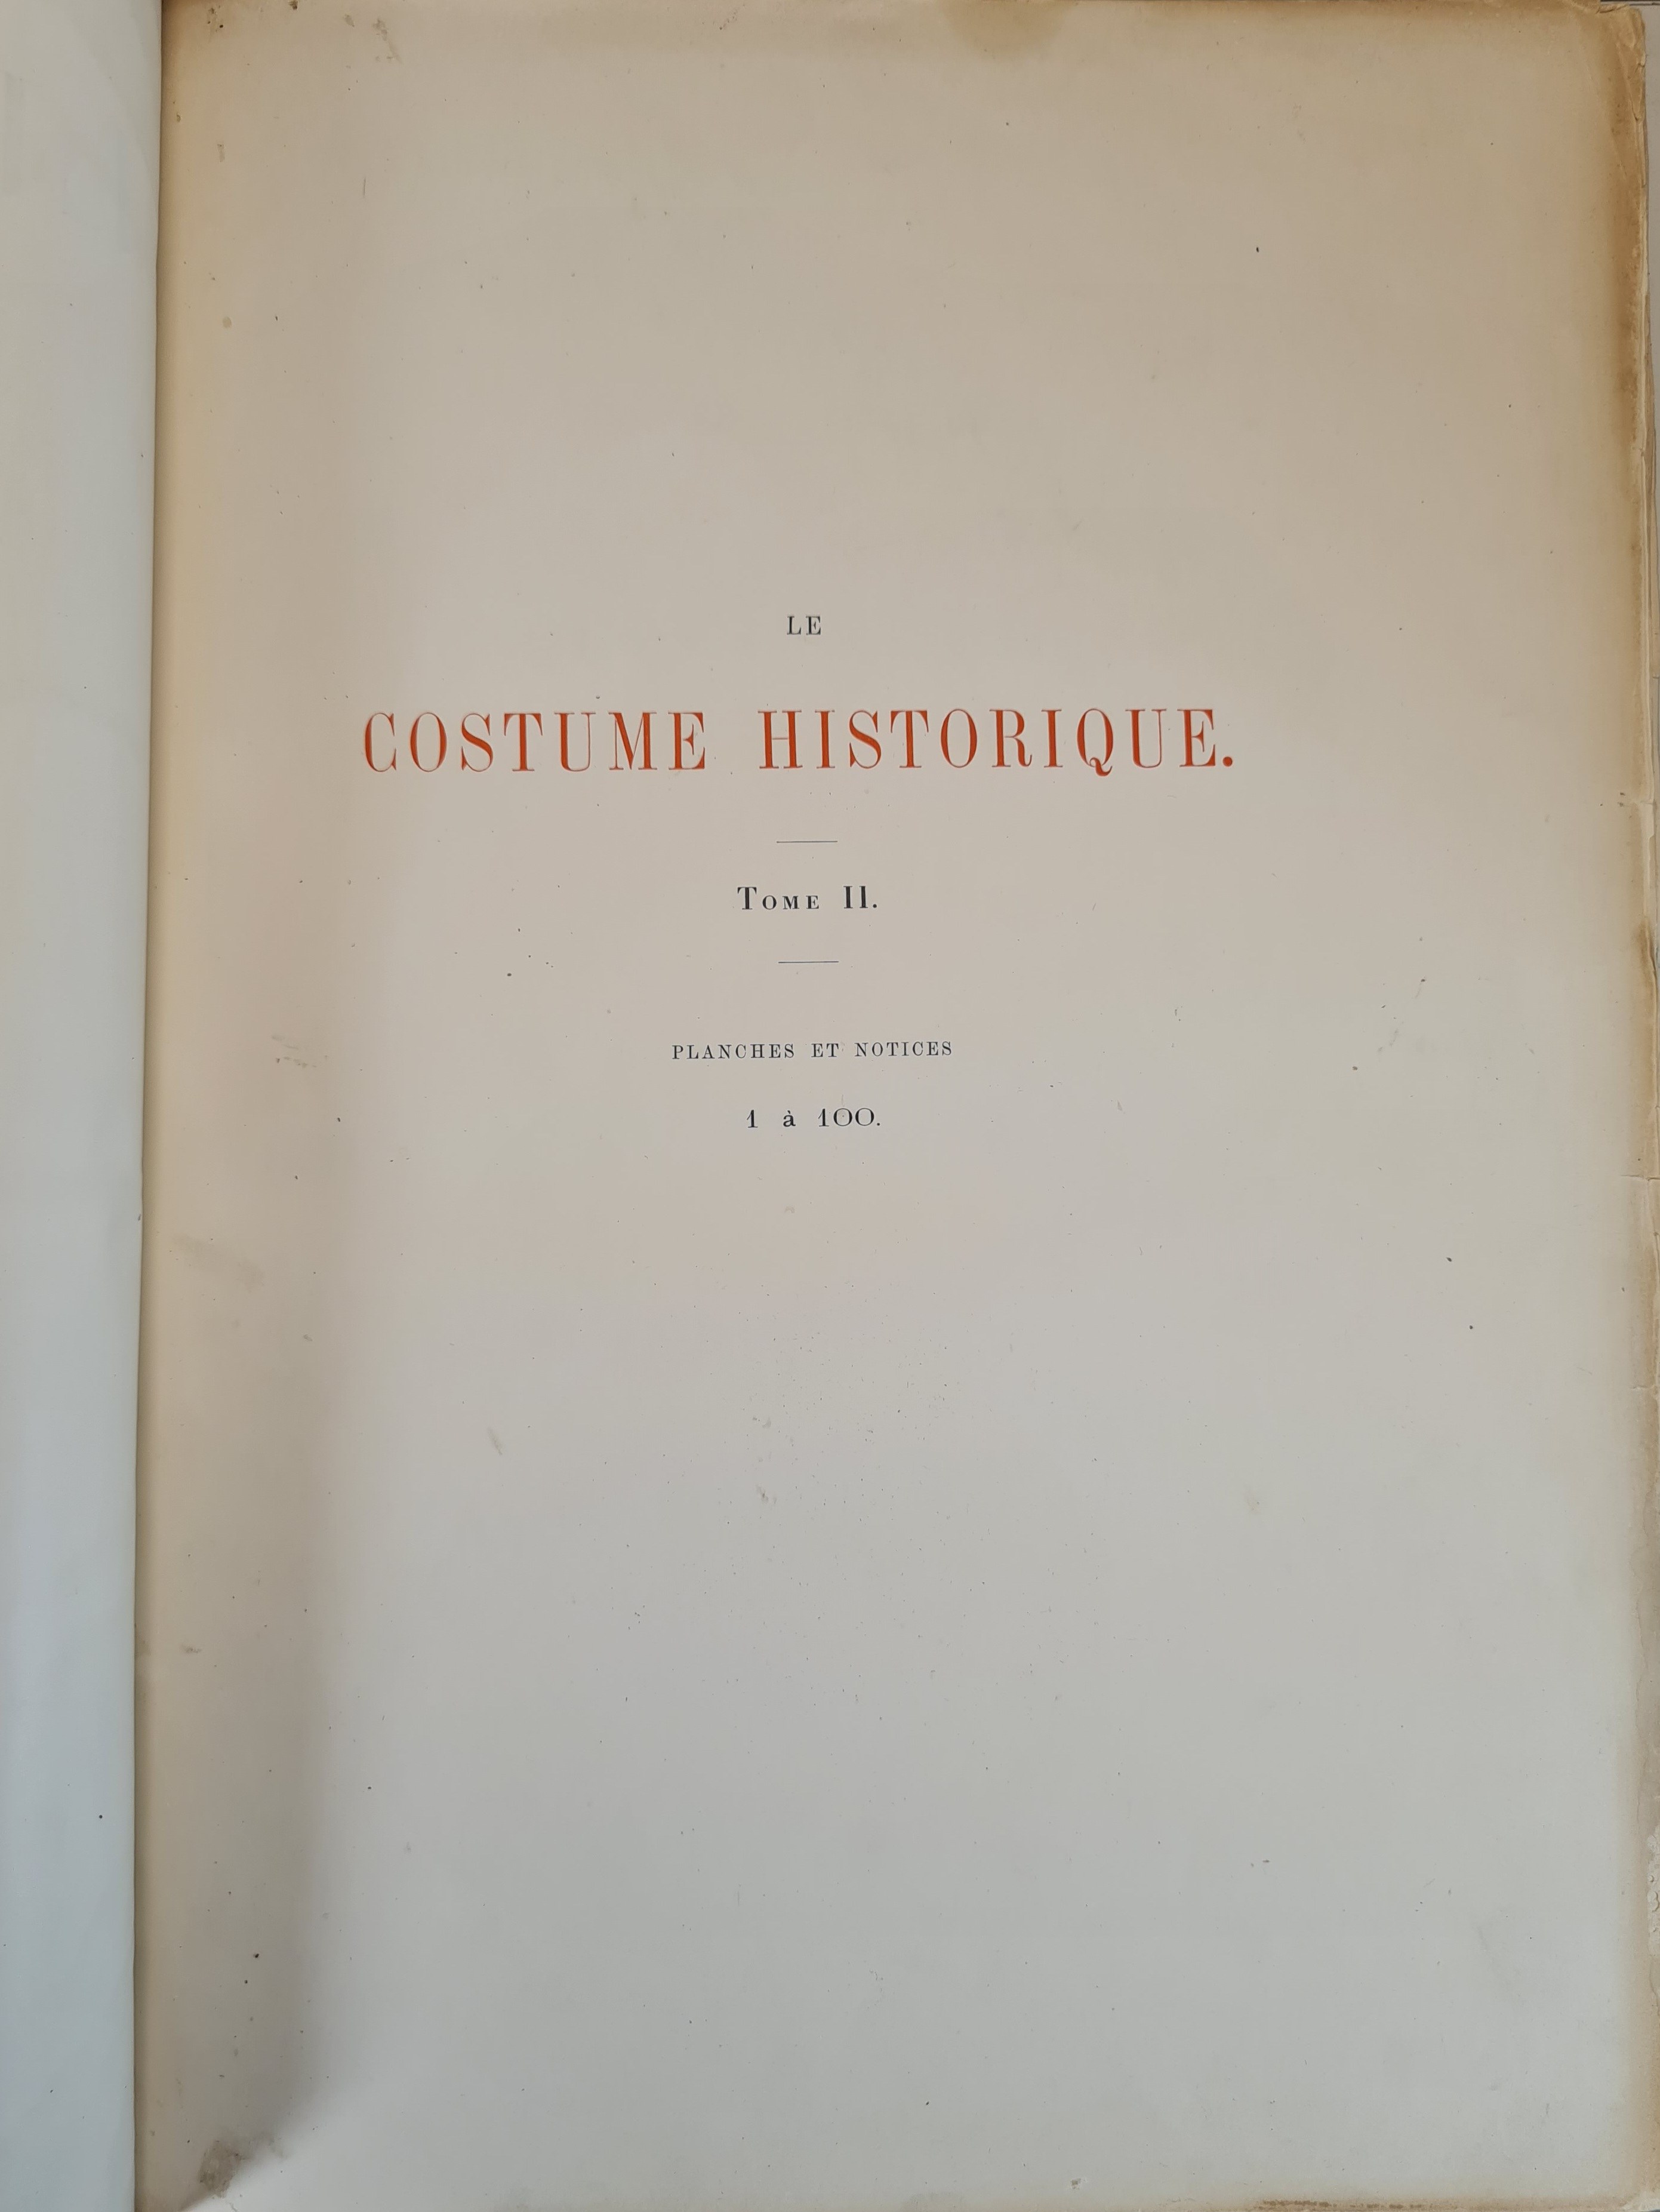 LE
COSTUME HISTORIQUE.
TOME II.
PLANCHES ET NOTICES
1 à 100.